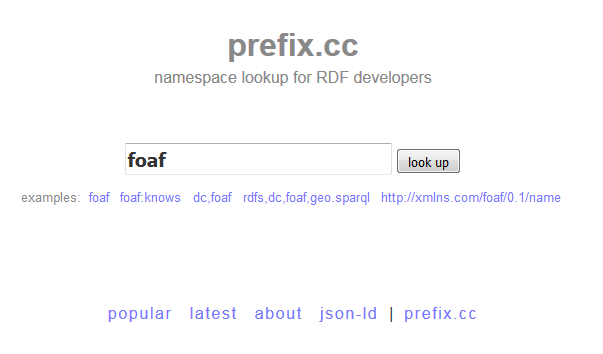 prefix.cc
namespace lookup for RDF developers
foaf look up
examples: foaf foaf:knows dc,foaf rdfs,dc,foaf,geo.sparql http://xmlns.com/foaf/0.1/name
popular latest about json-ld | prefix.cc